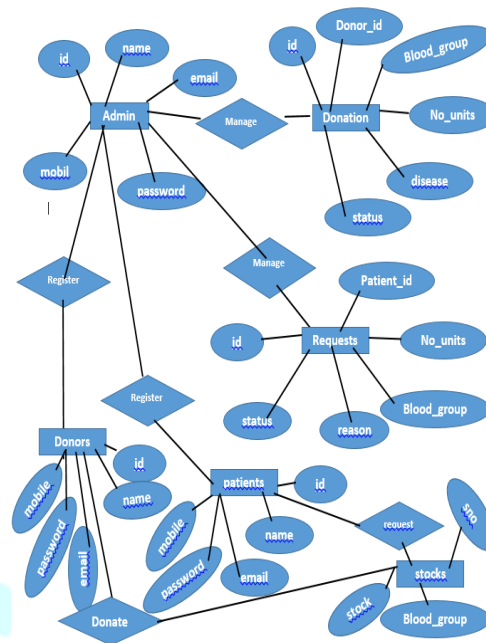 Donor_id
name
id
Blood_group
id
email
Admin
Manage
Donation
No_units
mobil
password
disease
status
Register
Manage
Patient_id
id
Requests
No_units
Register
status
reason
Blood_group
Donors
id
patients
id
mobile
name
password
email
mobile
name
request
sno
password
email
stocks
stock
Donate
Blood_group